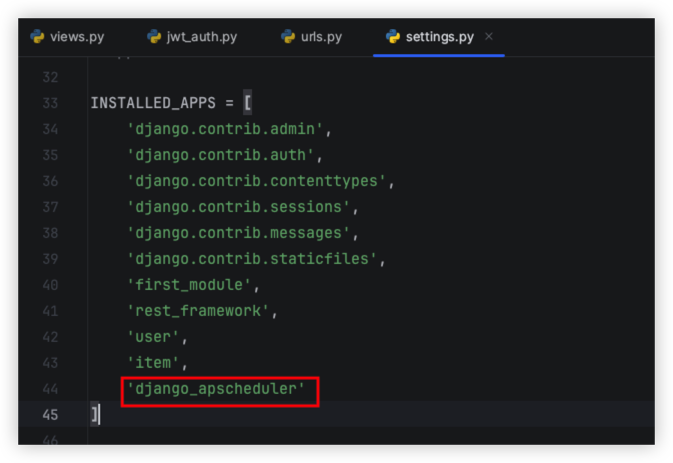 views.py jwt_auth.py urls.py settings.py ×
32
33 INSTALLED_APPS = [
34 'django.contrib.admin',
35 'django.contrib.auth',
36 'django.contrib.contenttypes',
37 'django.contrib.sessions',
38 'django.contrib.messages',
39 'django.contrib.staticfiles',
40 'first_module',
41 'rest_framework',
42 'user',
43 'item',
44 'django_apscheduler'
45 ]
46